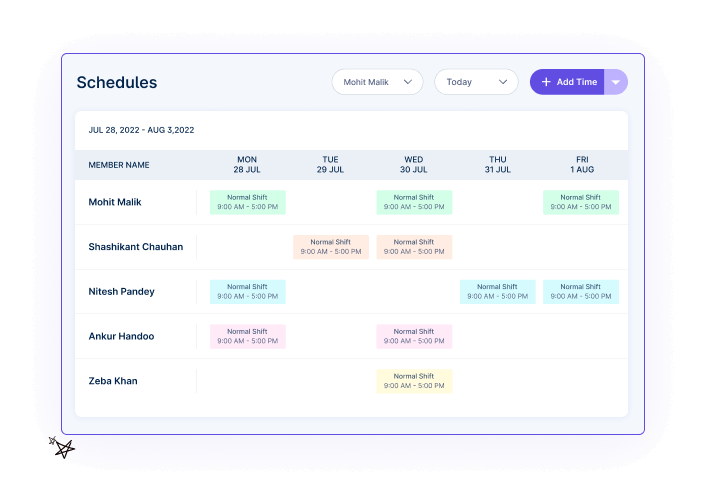 Schedules
Mohit Malik
Today
+ Add Time
JUL 28, 2022 - AUG 3,2022
MEMBER NAME
MON
28 JUL
TUE
29 JUL
WED
30 JUL
THU
31 JUL
FRI
1 AUG
Mohit Malik
Normal Shift
9:00 AM - 5:00 PM
Normal Shift
9:00 AM - 5:00 PM
Normal Shift
9:00 AM - 5:00 PM
Shashikant Chauhan
Normal Shift
9:00 AM - 5:00 PM
Normal Shift
9:00 AM - 5:00 PM
Nitesh Pandey
Normal Shift
9:00 AM - 5:00 PM
Normal Shift
9:00 AM - 5:00 PM
Normal Shift
9:00 AM - 5:00 PM
Ankur Handoo
Normal Shift
9:00 AM - 5:00 PM
Normal Shift
9:00 AM - 5:00 PM
Zeba Khan
Normal Shift
9:00 AM - 5:00 PM